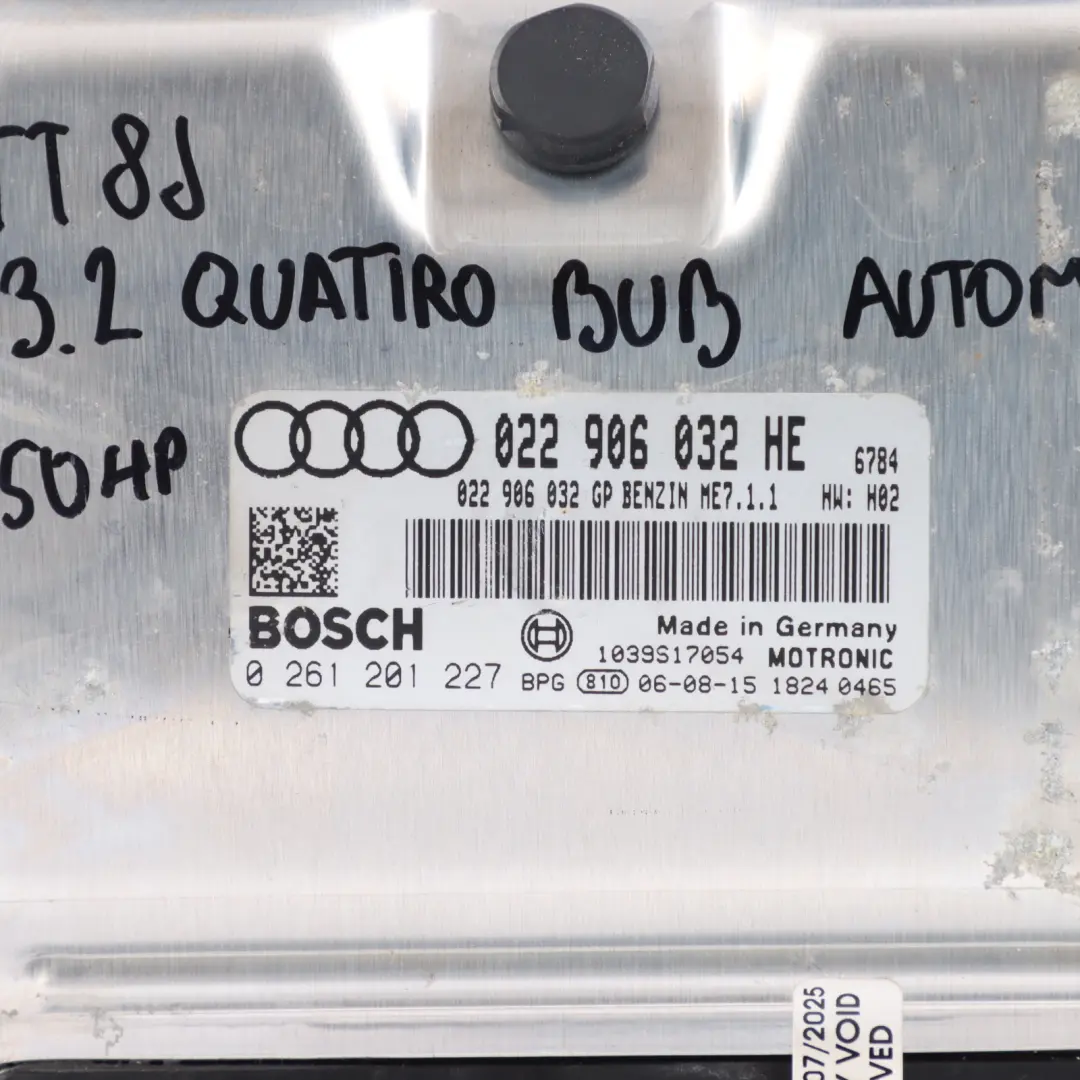 TT 8J
3.2 QUATTRO BUB AUTOM
50HP
022 906 032 HE 6784
022 906 032 GP BENZIN ME7.1.1 HW: H02
BOSCH
Made in Germany
1039S17054 MOTRONIC
0 261 201 227 BPG 810 06-08-15 1824 0465
07/2025
VOID
VED